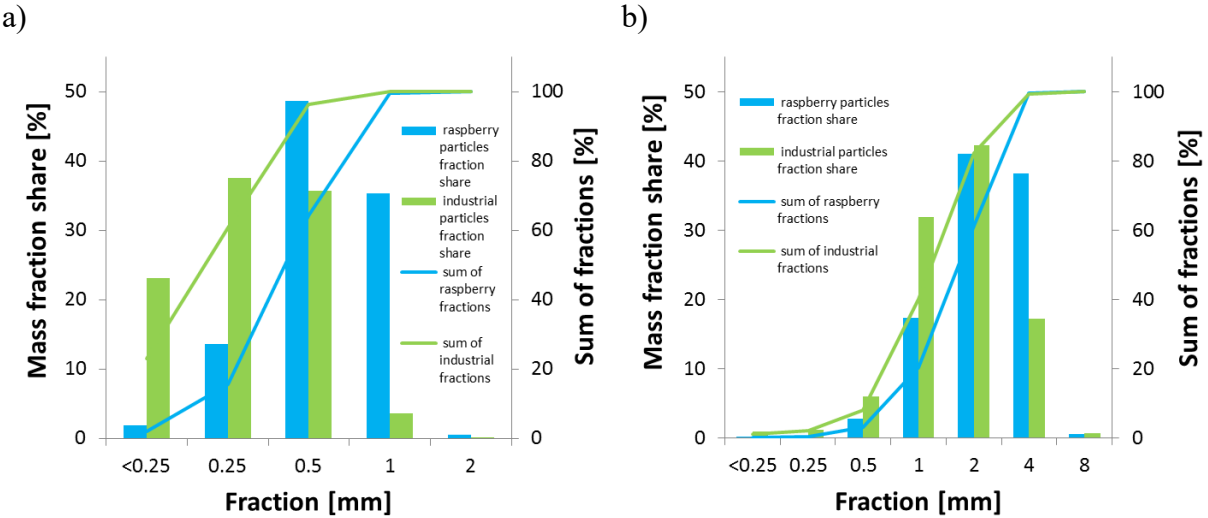 a)
Mass fraction share [%]
50
40
30
20
10
0
<0.25
0.25
0.5
1
2
Fraction [mm]
100
80
60
40
20
0
Sum of fractions [%]
raspberry
particles
fraction
share
industrial
particles
fraction
share
sum of
raspberry
fractions
sum of
industrial
fractions
b)
Mass fraction share [%]
50
40
30
20
10
0
<0.25
0.25
0.5
1
2
4
8
Fraction [mm]
100
80
60
40
20
0
Sum of fractions [%]
raspberry particles
fraction share
industrial particles
fraction share
sum of raspberry
fractions
sum of industrial
fractions